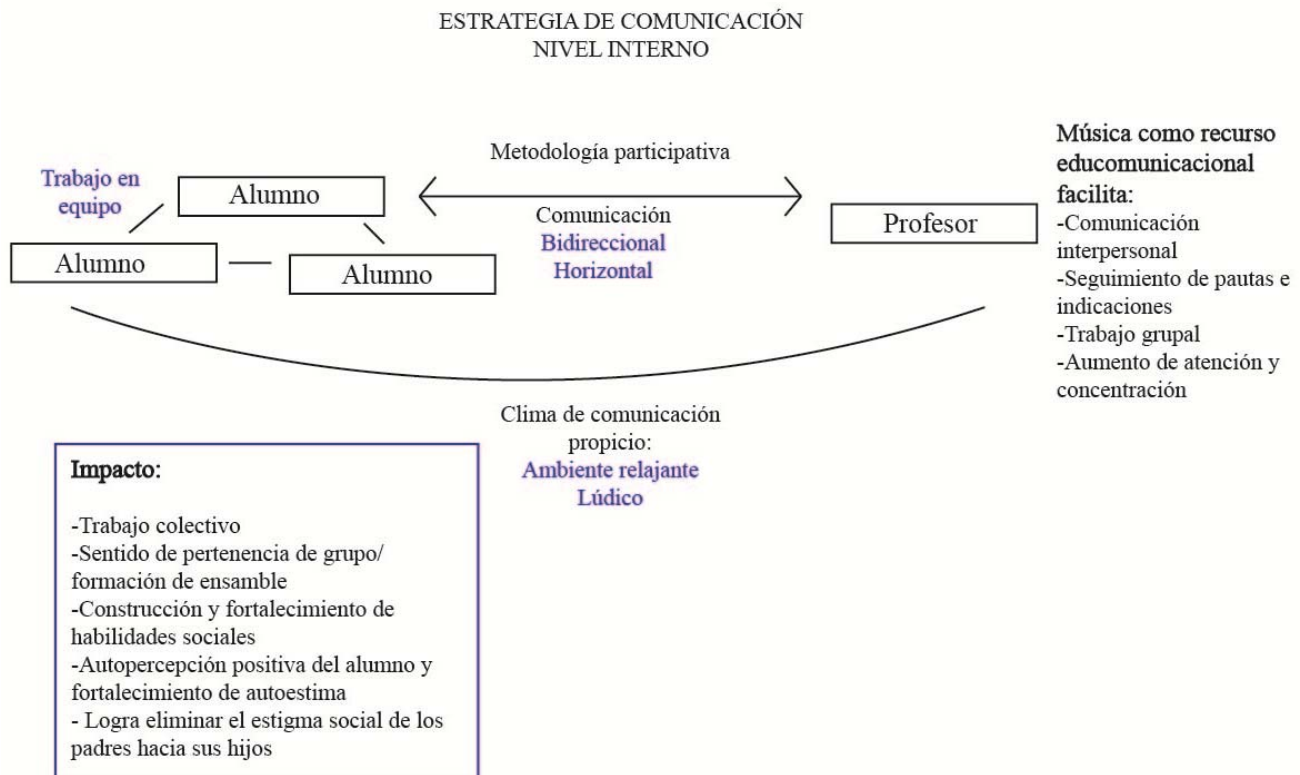 ESTRATEGIA DE COMUNICACIÓN
NIVEL INTERNO
Trabajo en
equipo
Alumno
Alumno
Alumno
Metodología participativa
Comunicación
Bidireccional
Horizontal
Profesor
Música como recurso
educomunicacional
facilita:
-Comunicación
interpersonal
-Seguimiento de pautas e
indicaciones
-Trabajo grupal
-Aumento de atención y
concentración
Clima de comunicación
propicio:
Ambiente relajante
Lúdico
Impacto:
-Trabajo colectivo
-Sentido de pertenencia de grupo/
formación de ensamble
-Construcción y fortalecimiento de
habilidades sociales
-Autopercepción positiva del alumno y
fortalecimiento de autoestima
- Logra eliminar el estigma social de los
padres hacia sus hijos